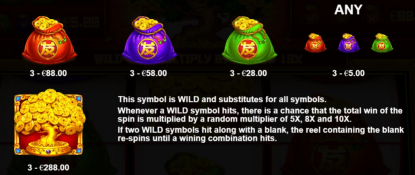 ANY
3 - €88.00 3 - €58.00 3 - €28.00 3 - €5.00
This symbol is WILD and substitutes for all symbols.
Whenever a WILD symbol hits, there is a chance that the total win of the
spin is multiplied by a random multiplier of 5X, 8X and 10X.
If two WILD symbols hit along with a blank, the reel containing the blank
re-spins until a wining combination hits.
3 - €288.00